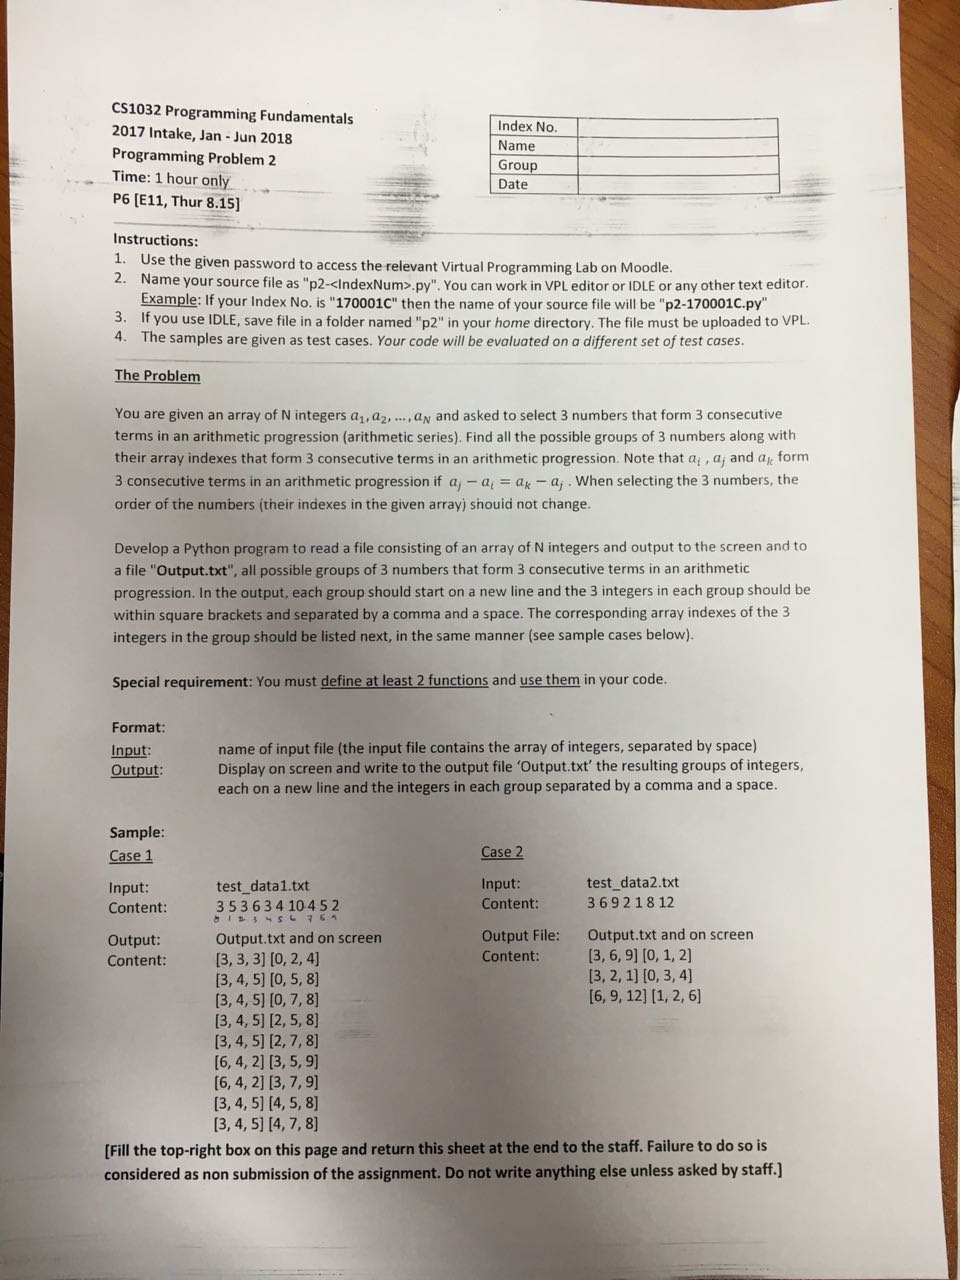 CS1032 Programming Fundamentals
2017 Intake, Jan - Jun 2018
Programming Problem 2
Time: 1 hour only
P6 [E11, Thur 8.15]
Index No.
Name
Group
Date
Instructions:
1. Use the given password to access the relevant Virtual Programming Lab on Moodle.
2. Name your source file as "p2-<IndexNum>.py". You can work in VPL editor or IDLE or any other text editor.
Example: If your Index No. is "170001C" then the name of your source file will be "p2-170001C.py"
3. If you use IDLE, save file in a folder named "p2" in your home directory. The file must be uploaded to VPL.
4. The samples are given as test cases. Your code will be evaluated on a different set of test cases.
The Problem
You are given an array of N integers a₁, a₂, ..., a_N and asked to select 3 numbers that form 3 consecutive
terms in an arithmetic progression (arithmetic series). Find all the possible groups of 3 numbers along with
their array indexes that form 3 consecutive terms in an arithmetic progression. Note that aᵢ , aⱼ and aₖ form
3 consecutive terms in an arithmetic progression if aⱼ − aᵢ = aₖ − aⱼ . When selecting the 3 numbers, the
order of the numbers (their indexes in the given array) should not change.
Develop a Python program to read a file consisting of an array of N integers and output to the screen and to
a file "Output.txt", all possible groups of 3 numbers that form 3 consecutive terms in an arithmetic
progression. In the output, each group should start on a new line and the 3 integers in each group should be
within square brackets and separated by a comma and a space. The corresponding array indexes of the 3
integers in the group should be listed next, in the same manner (see sample cases below).
Special requirement: You must define at least 2 functions and use them in your code.
Format:
Input: name of input file (the input file contains the array of integers, separated by space)
Output: Display on screen and write to the output file 'Output.txt' the resulting groups of integers,
each on a new line and the integers in each group separated by a comma and a space.
Sample:
Case 1
Input: test_data1.txt
Content: 3 5 3 6 3 4 10 4 5 2
0 1 2 3 4 5 6 7 8 9
Output: Output.txt and on screen
Content: [3, 3, 3] [0, 2, 4]
[3, 4, 5] [0, 5, 8]
[3, 4, 5] [0, 7, 8]
[3, 4, 5] [2, 5, 8]
[3, 4, 5] [2, 7, 8]
[6, 4, 2] [3, 5, 9]
[6, 4, 2] [3, 7, 9]
[3, 4, 5] [4, 5, 8]
[3, 4, 5] [4, 7, 8]
Case 2
Input: test_data2.txt
Content: 3 6 9 2 1 8 12
Output File: Output.txt and on screen
Content: [3, 6, 9] [0, 1, 2]
[3, 2, 1] [0, 3, 4]
[6, 9, 12] [1, 2, 6]
[Fill the top-right box on this page and return this sheet at the end to the staff. Failure to do so is
considered as non submission of the assignment. Do not write anything else unless asked by staff.]